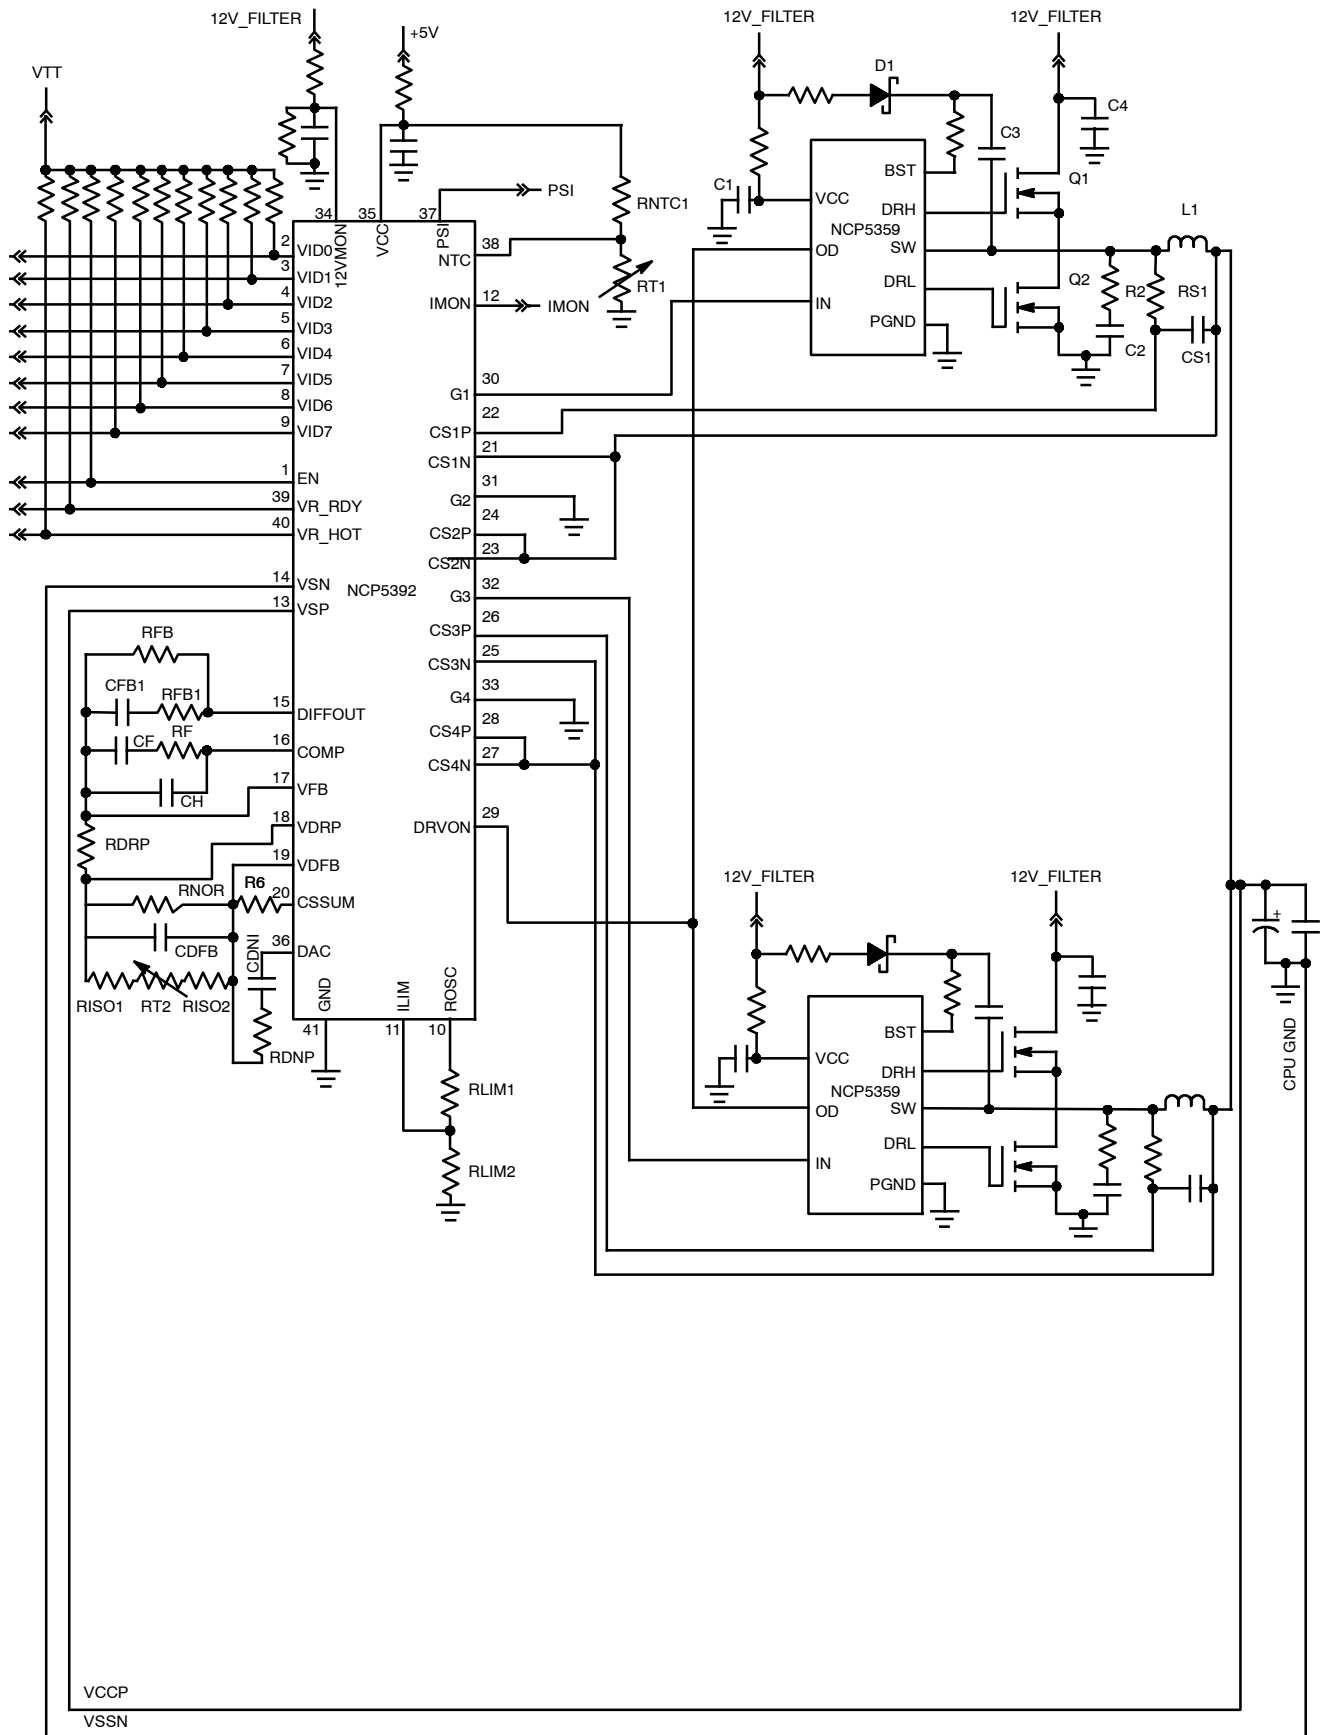 12V_FILTER
+5V
12V_FILTER
12V_FILTER
VTT
D1
C4
C3
BST
Q1
C1
VCC
DRH
NCP5359
L1
OD
SW
DRL
Q2
R2
RS1
IN
PGND
C2
CS1
34
35
37
PSI
RNTC1
12VMON
VCC
PSI
38
NTC
RT1
12
IMON
IMON
2
VID0
3
VID1
4
VID2
5
VID3
6
VID4
7
VID5
8
VID6
9
VID7
1
EN
39
VR_RDY
40
VR_HOT
14
VSN
NCP5392
13
VSP
30
G1
22
CS1P
21
CS1N
31
G2
24
CS2P
23
CS2N
32
G3
26
CS3P
25
CS3N
33
G4
28
CS4P
27
CS4N
29
DRVON
RFB
CFB1
RFB1
15
DIFFOUT
CF
RF
16
COMP
17
VFB
CH
18
VDRP
RDRP
19
VDFB
RNOR
R6
20
CSSUM
CDFB
36
DAC
CDNI
RISO1
RT2
RISO2
GND
ILIM
ROSC
41
11
10
RDNP
RLIM1
RLIM2
12V_FILTER
12V_FILTER
+
BST
VCC
DRH
NCP5359
OD
SW
DRL
IN
PGND
CPU GND
VCCP
VSSN